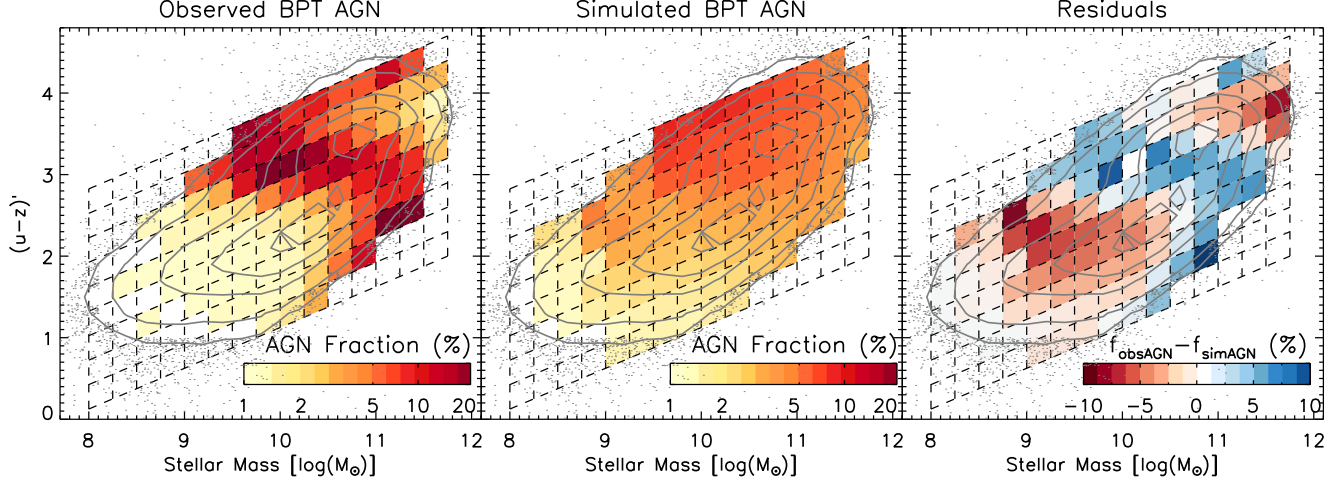 Observed BPT AGN
Simulated BPT AGN
Residuals
(u-z)'
4
3
2
1
0
AGN Fraction (%)
1 2 5 10 20
AGN Fraction (%)
1 2 5 10 20
f_obsAGN−f_simAGN (%)
−10 −5 0 5 10
8 9 10 11 12
8 9 10 11 12
8 9 10 11 12
Stellar Mass [log(M⊙)]
Stellar Mass [log(M⊙)]
Stellar Mass [log(M⊙)]